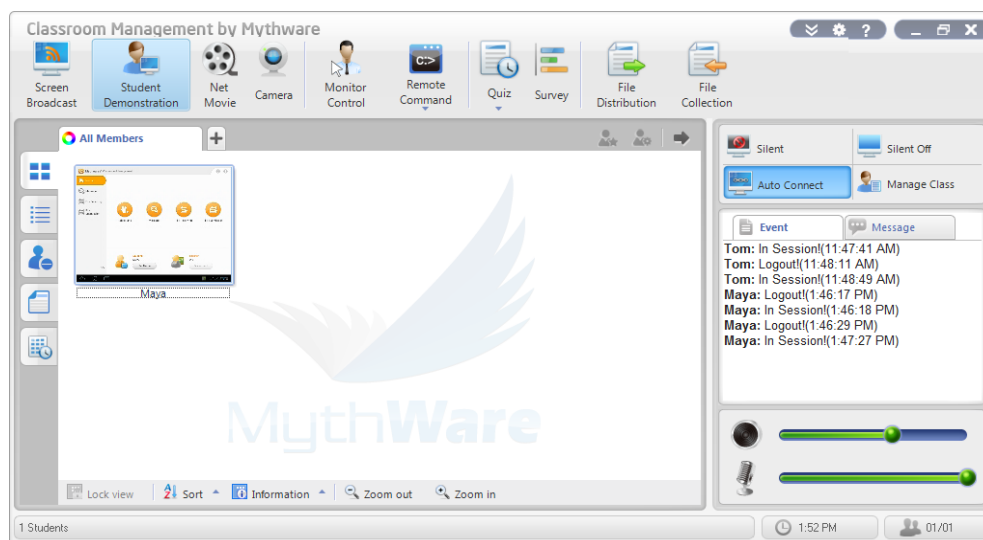 Classroom Management by Mythware
Screen Broadcast
Student Demonstration
Net Movie
Camera
Monitor Control
Remote Command
C:>
Quiz
Survey
File Distribution
File Collection
All Members
Maya
MythWare
Lock view
Sort
Information
Zoom out
Zoom in
Silent
Silent Off
Auto Connect
Manage Class
Event
Message
Tom: In Session!(11:47:41 AM)
Tom: Logout!(11:48:11 AM)
Tom: In Session!(11:48:49 AM)
Maya: Logout!(1:46:17 PM)
Maya: In Session!(1:46:18 PM)
Maya: Logout!(1:46:29 PM)
Maya: In Session!(1:47:27 PM)
1 Students
1:52 PM
01/01